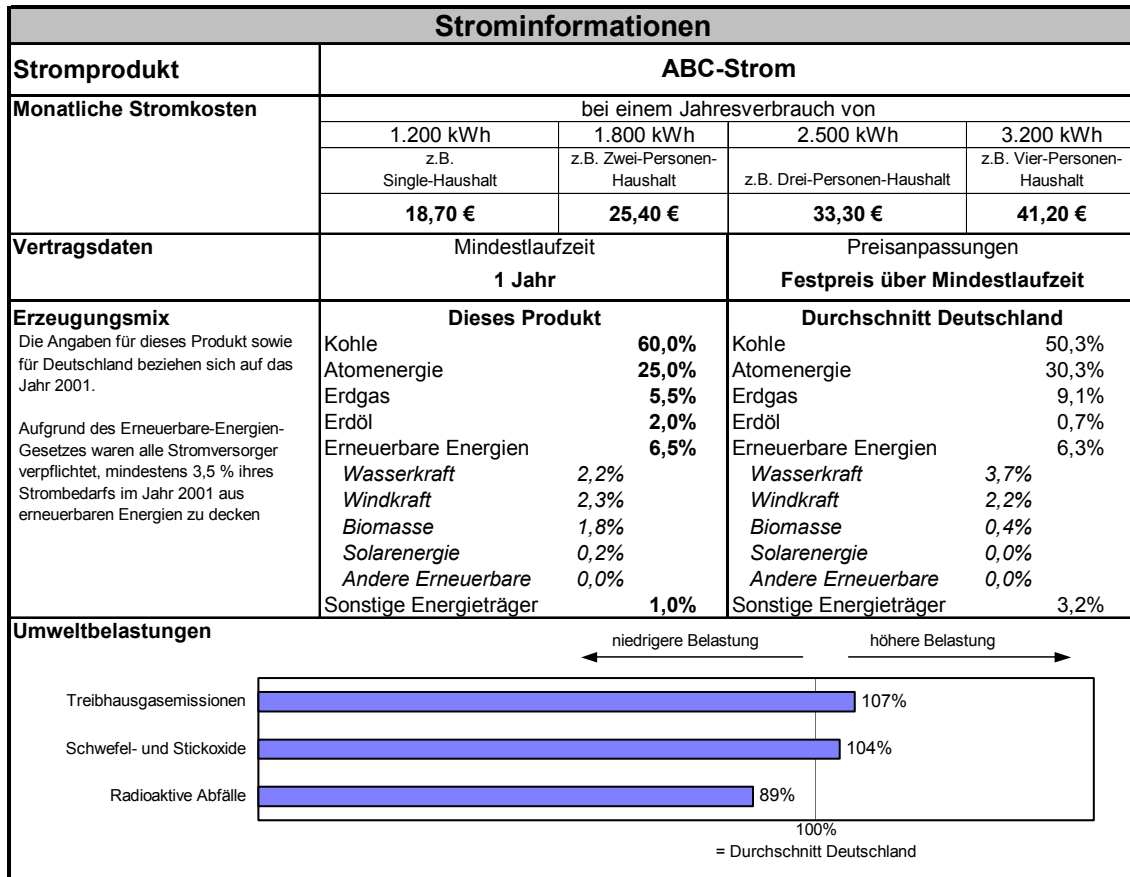 Strominformationen
Stromprodukt
ABC-Strom
Monatliche Stromkosten
bei einem Jahresverbrauch von
1.200 kWh 1.800 kWh 2.500 kWh 3.200 kWh
z.B.
Single-Haushalt
z.B. Zwei-Personen-
Haushalt
z.B. Drei-Personen-Haushalt
z.B. Vier-Personen-
Haushalt
18,70 € 25,40 € 33,30 € 41,20 €
Vertragsdaten
Mindestlaufzeit
1 Jahr
Preisanpassungen
Festpreis über Mindestlaufzeit
Erzeugungsmix
Die Angaben für dieses Produkt sowie
für Deutschland beziehen sich auf das
Jahr 2001.
Aufgrund des Erneuerbare-Energien-
Gesetzes waren alle Stromversorger
verpflichtet, mindestens 3,5 % ihres
Strombedarfs im Jahr 2001 aus
erneuerbaren Energien zu decken
Dieses Produkt
Kohle 60,0%
Atomenergie 25,0%
Erdgas 5,5%
Erdöl 2,0%
Erneuerbare Energien 6,5%
Wasserkraft 2,2%
Windkraft 2,3%
Biomasse 1,8%
Solarenergie 0,2%
Andere Erneuerbare 0,0%
Sonstige Energieträger 1,0%
Durchschnitt Deutschland
Kohle 50,3%
Atomenergie 30,3%
Erdgas 9,1%
Erdöl 0,7%
Erneuerbare Energien 6,3%
Wasserkraft 3,7%
Windkraft 2,2%
Biomasse 0,4%
Solarenergie 0,0%
Andere Erneuerbare 0,0%
Sonstige Energieträger 3,2%
Umweltbelastungen
niedrigere Belastung höhere Belastung
Treibhausgasemissionen 107%
Schwefel- und Stickoxide 104%
Radioaktive Abfälle 89%
100%
= Durchschnitt Deutschland